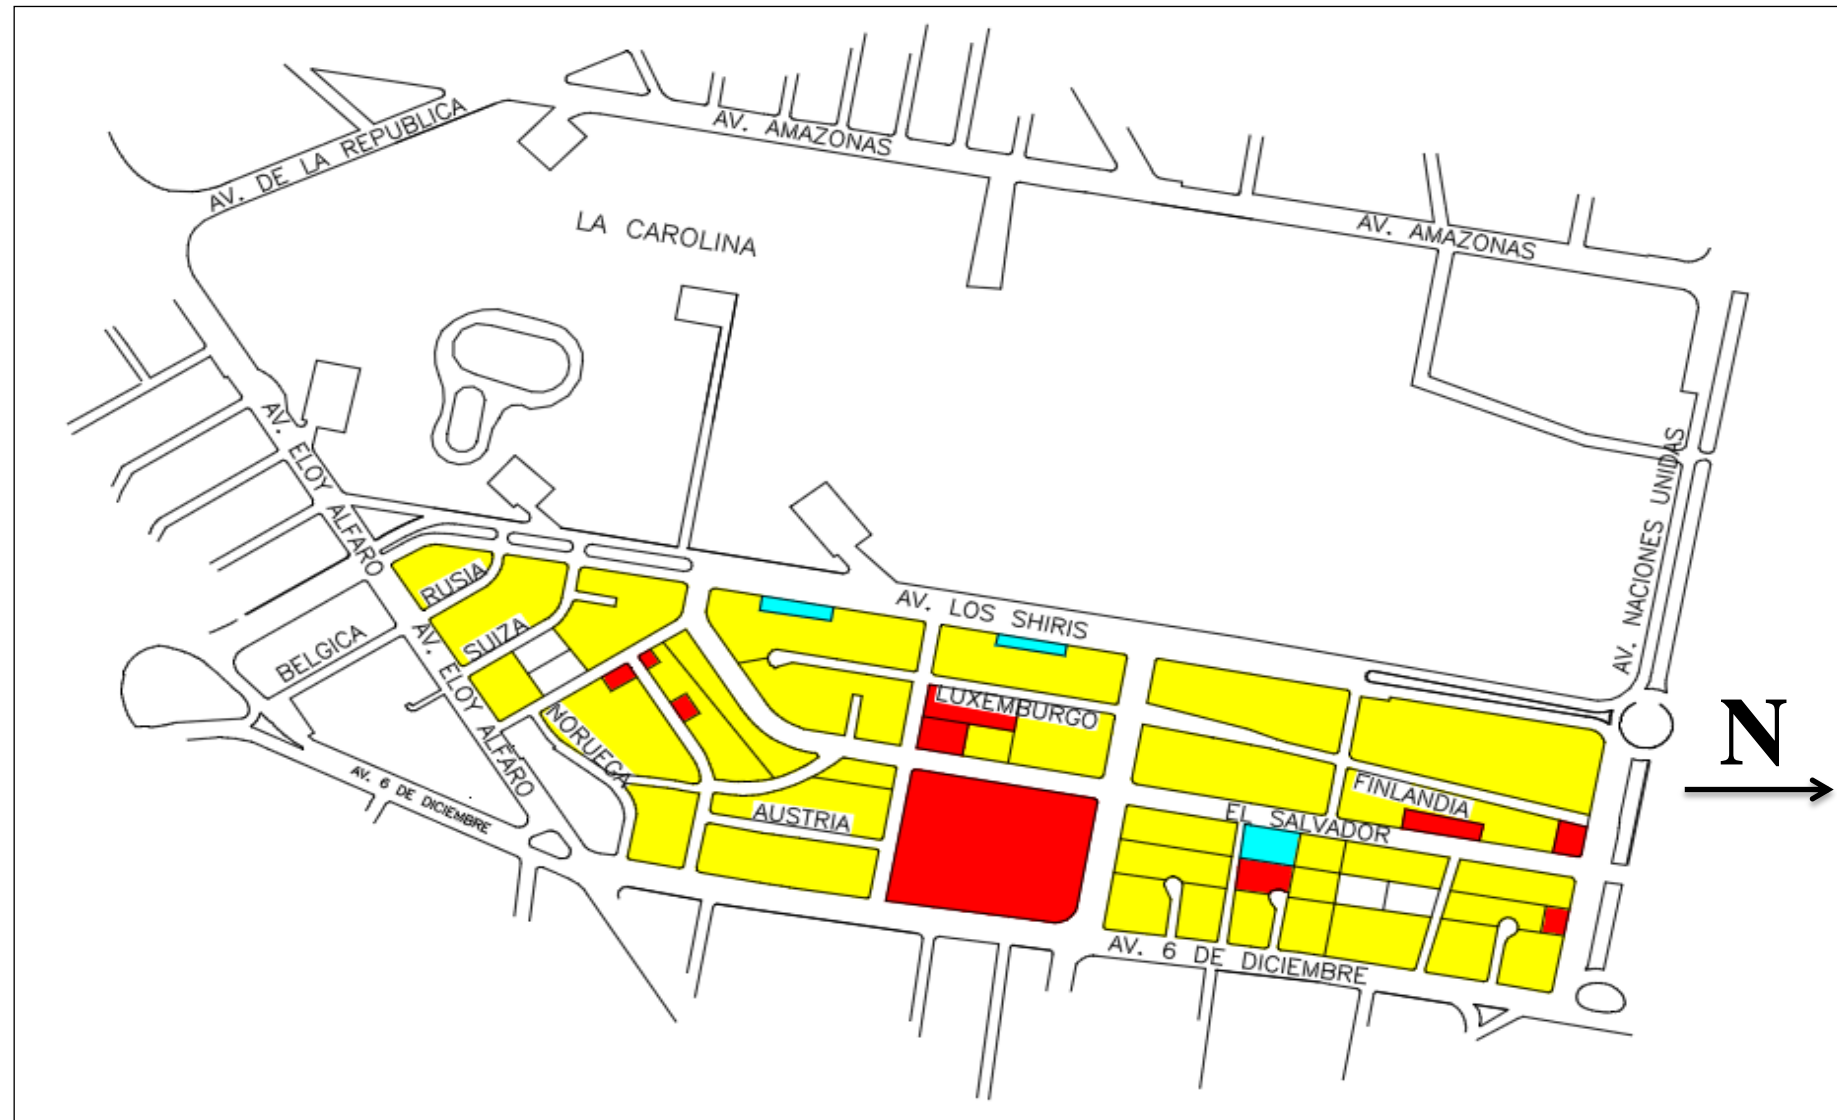 AV. DE LA REPUBLICA
AV. AMAZONAS
LA CAROLINA
AV. AMAZONAS
AV. ELOY ALFARO
AV. NACIONES UNIDAS
RUSIA
SUIZA
AV. LOS SHIRIS
BELGICA
AV. ELOY ALFARO
NORUEGA
LUXEMBURGO
N
AV. 6 DE DICIEMBRE
AUSTRIA
FINLANDIA
EL SALVADOR
AV. 6 DE DICIEMBRE